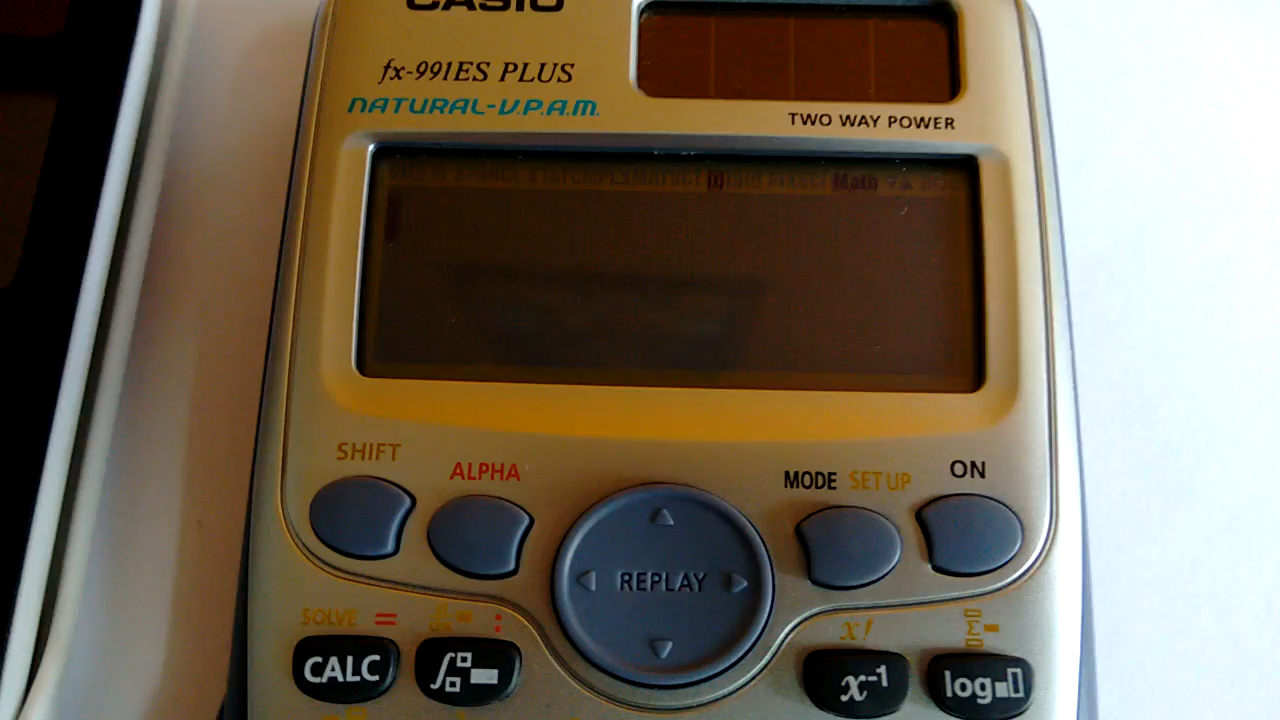 CASIO
fx-991ES PLUS
NATURAL-V.P.A.M.
TWO WAY POWER
D Math ▲
SHIFT
ALPHA
MODE SETUP
ON
REPLAY
SOLVE = :
x!
CALC
x-1
log